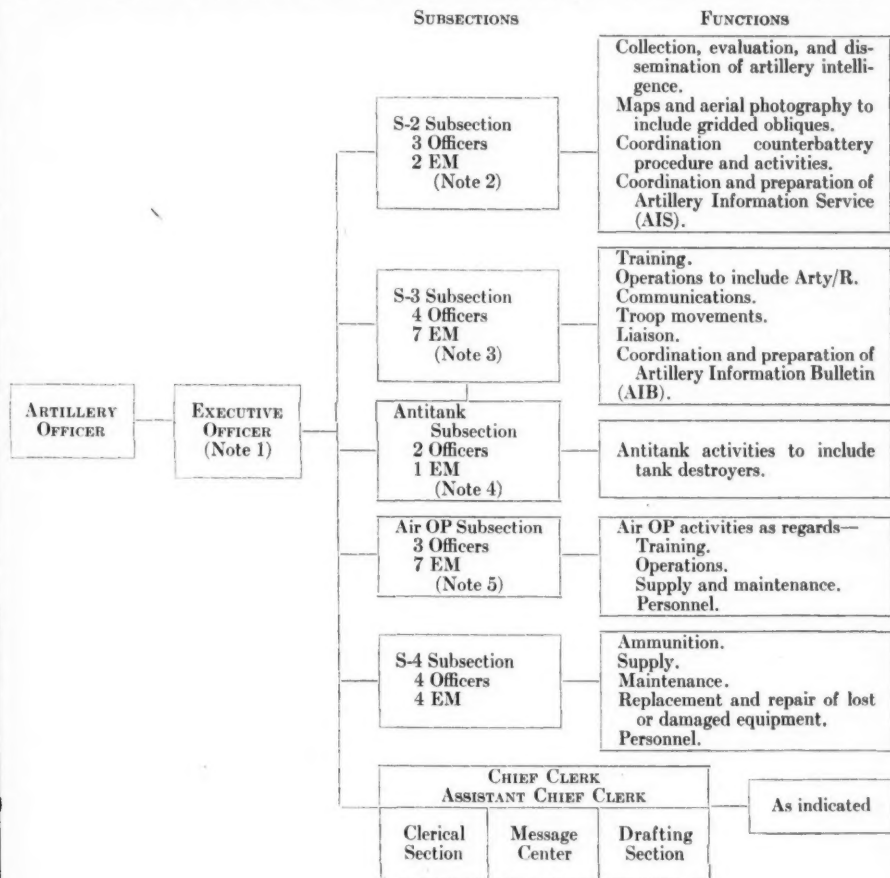 SUBSECTIONS
FUNCTIONS
S-2 Subsection
3 Officers
2 EM
(Note 2)
Collection, evaluation, and dis-
semination of artillery intelli-
gence.
Maps and aerial photography to
include gridded obliques.
Coordination counterbattery
procedure and activities.
Coordination and preparation of
Artillery Information Service
(AIS).
S-3 Subsection
4 Officers
7 EM
(Note 3)
Training.
Operations to include Arty/R.
Communications.
Troop movements.
Liaison.
Coordination and preparation of
Artillery Information Bulletin
(AIB).
ARTILLERY
OFFICER
EXECUTIVE
OFFICER
(Note 1)
Antitank
Subsection
2 Officers
1 EM
(Note 4)
Antitank activities to include
tank destroyers.
Air OP Subsection
3 Officers
7 EM
(Note 5)
Air OP activities as regards—
Training.
Operations.
Supply and maintenance.
Personnel.
S-4 Subsection
4 Officers
4 EM
Ammunition.
Supply.
Maintenance.
Replacement and repair of lost
or damaged equipment.
Personnel.
CHIEF CLERK
ASSISTANT CHIEF CLERK
Clerical
Section
Message
Center
Drafting
Section
As indicated